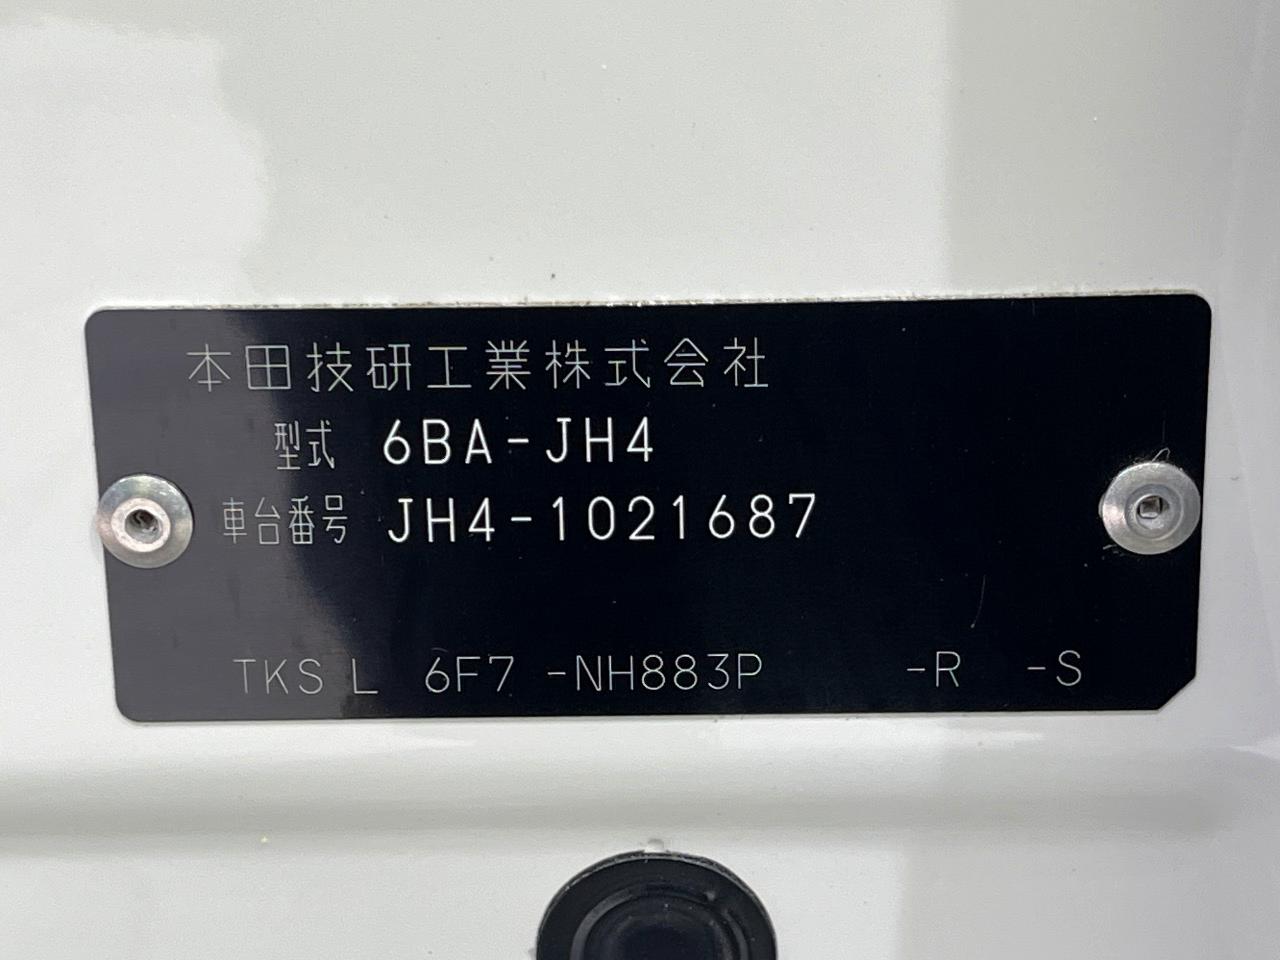 本田技研工業株式会社
型式 6BA-JH4
車台番号 JH4-1021687
TKS L 6F7 -NH883P -R -S